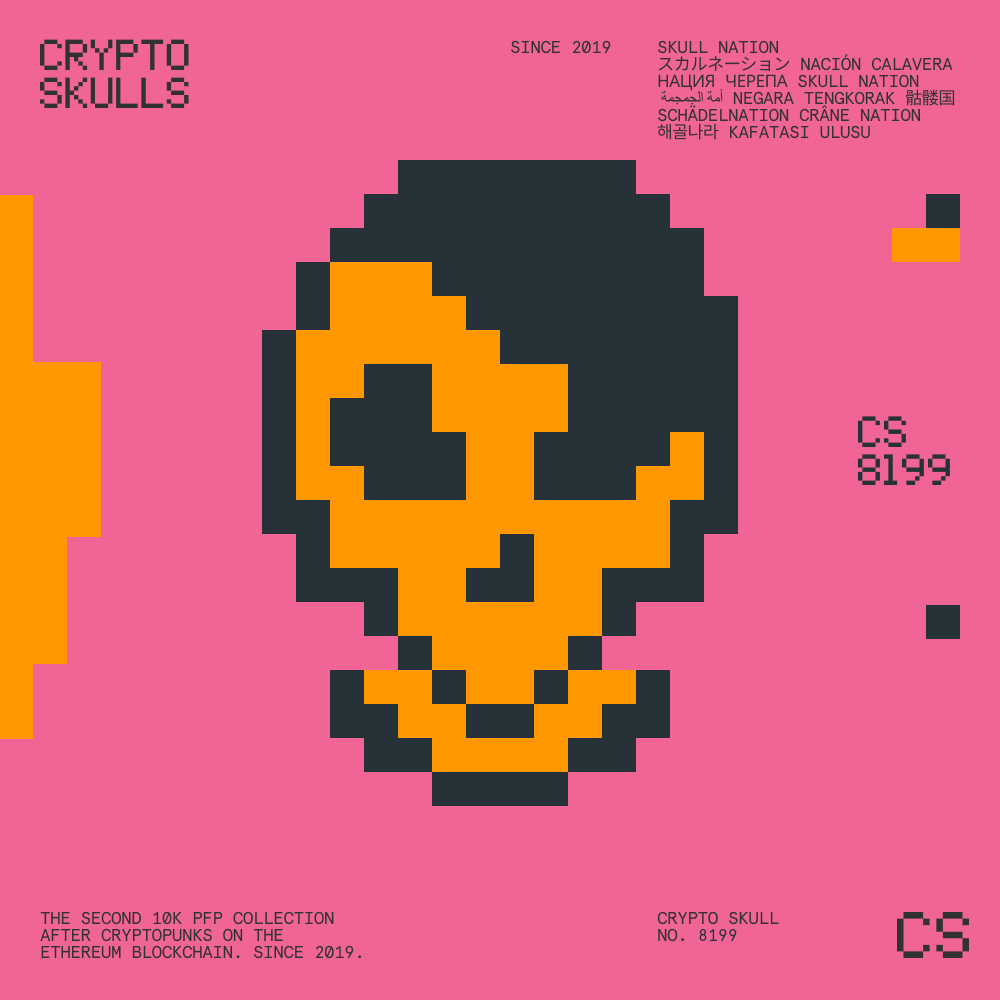 CRYPTO
SKULLS
SINCE 2019
SKULL NATION
スカルネーション NACIÓN CALAVERA
НАЦИЯ ЧЕРЕПА SKULL NATION
أمة الجمجمة NEGARA TENGKORAK 骷髅国
SCHÄDELNATION CRÂNE NATION
해골나라 KAFATASI ULUSU
CS
8199
THE SECOND 10K PFP COLLECTION
AFTER CRYPTOPUNKS ON THE
ETHEREUM BLOCKCHAIN. SINCE 2019.
CRYPTO SKULL
NO. 8199
CS